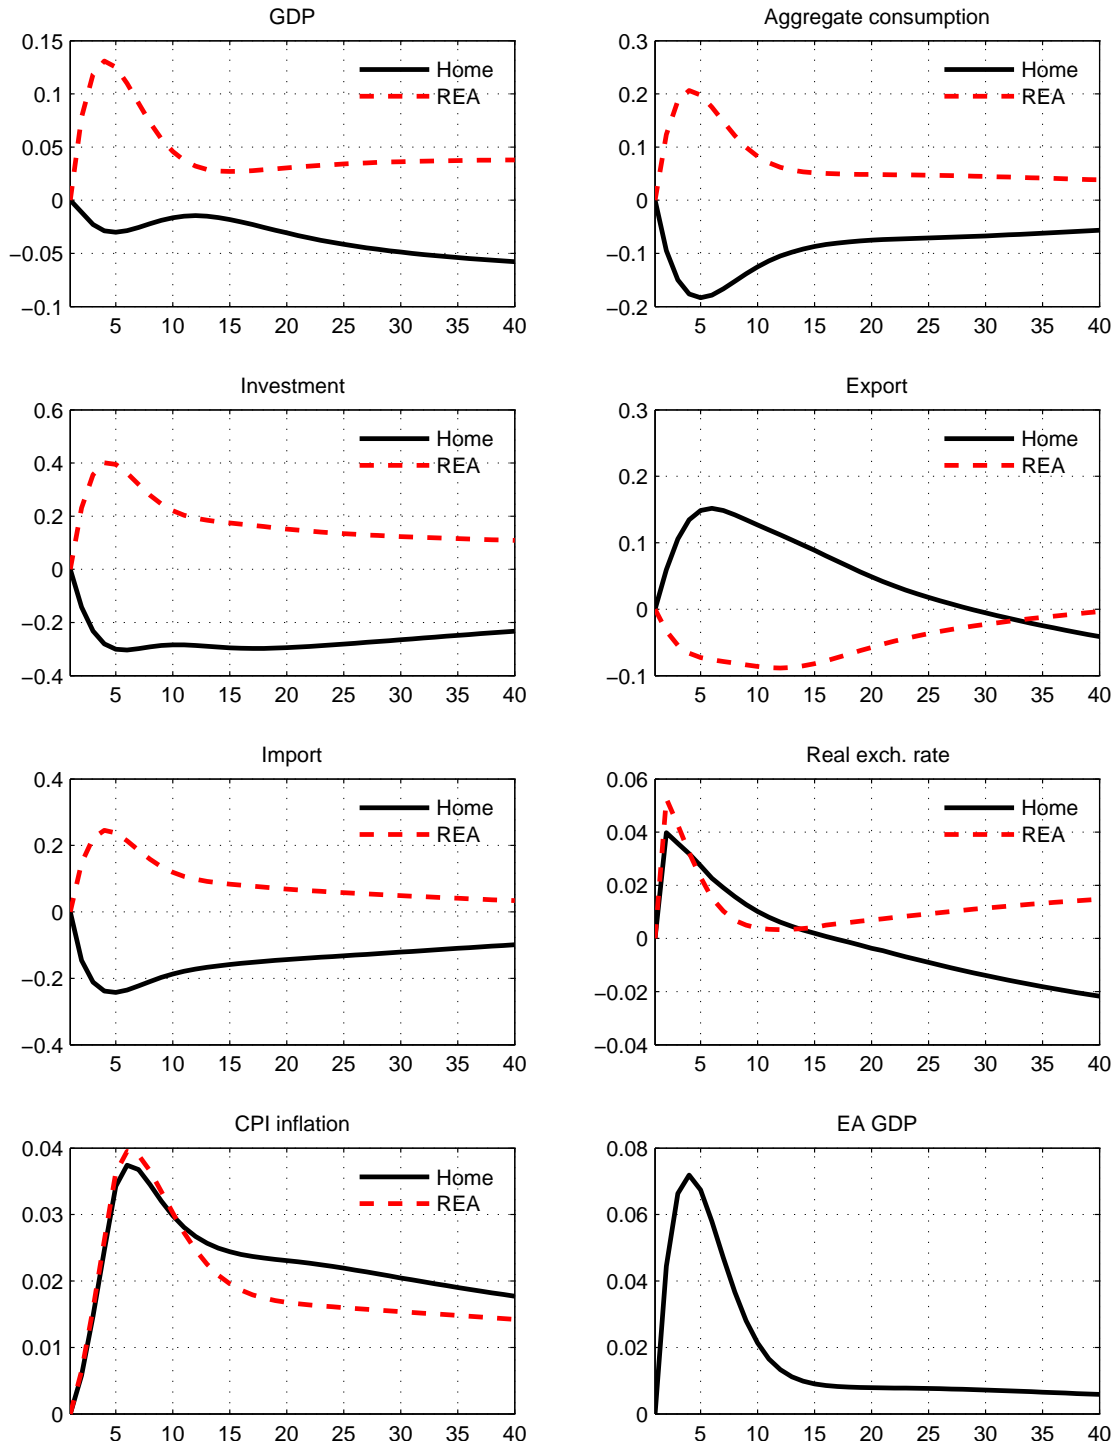 GDP
0.15
0.1
0.05
0
−0.05
−0.1
5 10 15 20 25 30 35 40
Home
REA
Aggregate consumption
0.3
0.2
0.1
0
−0.1
−0.2
5 10 15 20 25 30 35 40
Home
REA
Investment
0.6
0.4
0.2
0
−0.2
−0.4
5 10 15 20 25 30 35 40
Home
REA
Export
0.3
0.2
0.1
0
−0.1
5 10 15 20 25 30 35 40
Home
REA
Import
0.4
0.2
0
−0.2
−0.4
5 10 15 20 25 30 35 40
Home
REA
Real exch. rate
0.06
0.04
0.02
0
−0.02
−0.04
5 10 15 20 25 30 35 40
Home
REA
CPI inflation
0.04
0.03
0.02
0.01
0
5 10 15 20 25 30 35 40
Home
REA
EA GDP
0.08
0.06
0.04
0.02
0
5 10 15 20 25 30 35 40